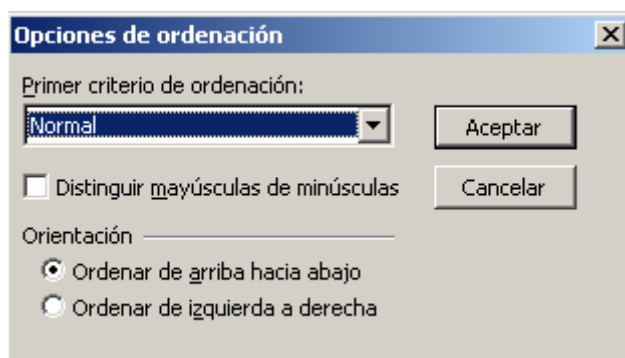 Opciones de ordenación
Primer criterio de ordenación:
Normal
Aceptar
Distinguir mayúsculas de minúsculas
Cancelar
Orientación
Ordenar de arriba hacia abajo
Ordenar de izquierda a derecha